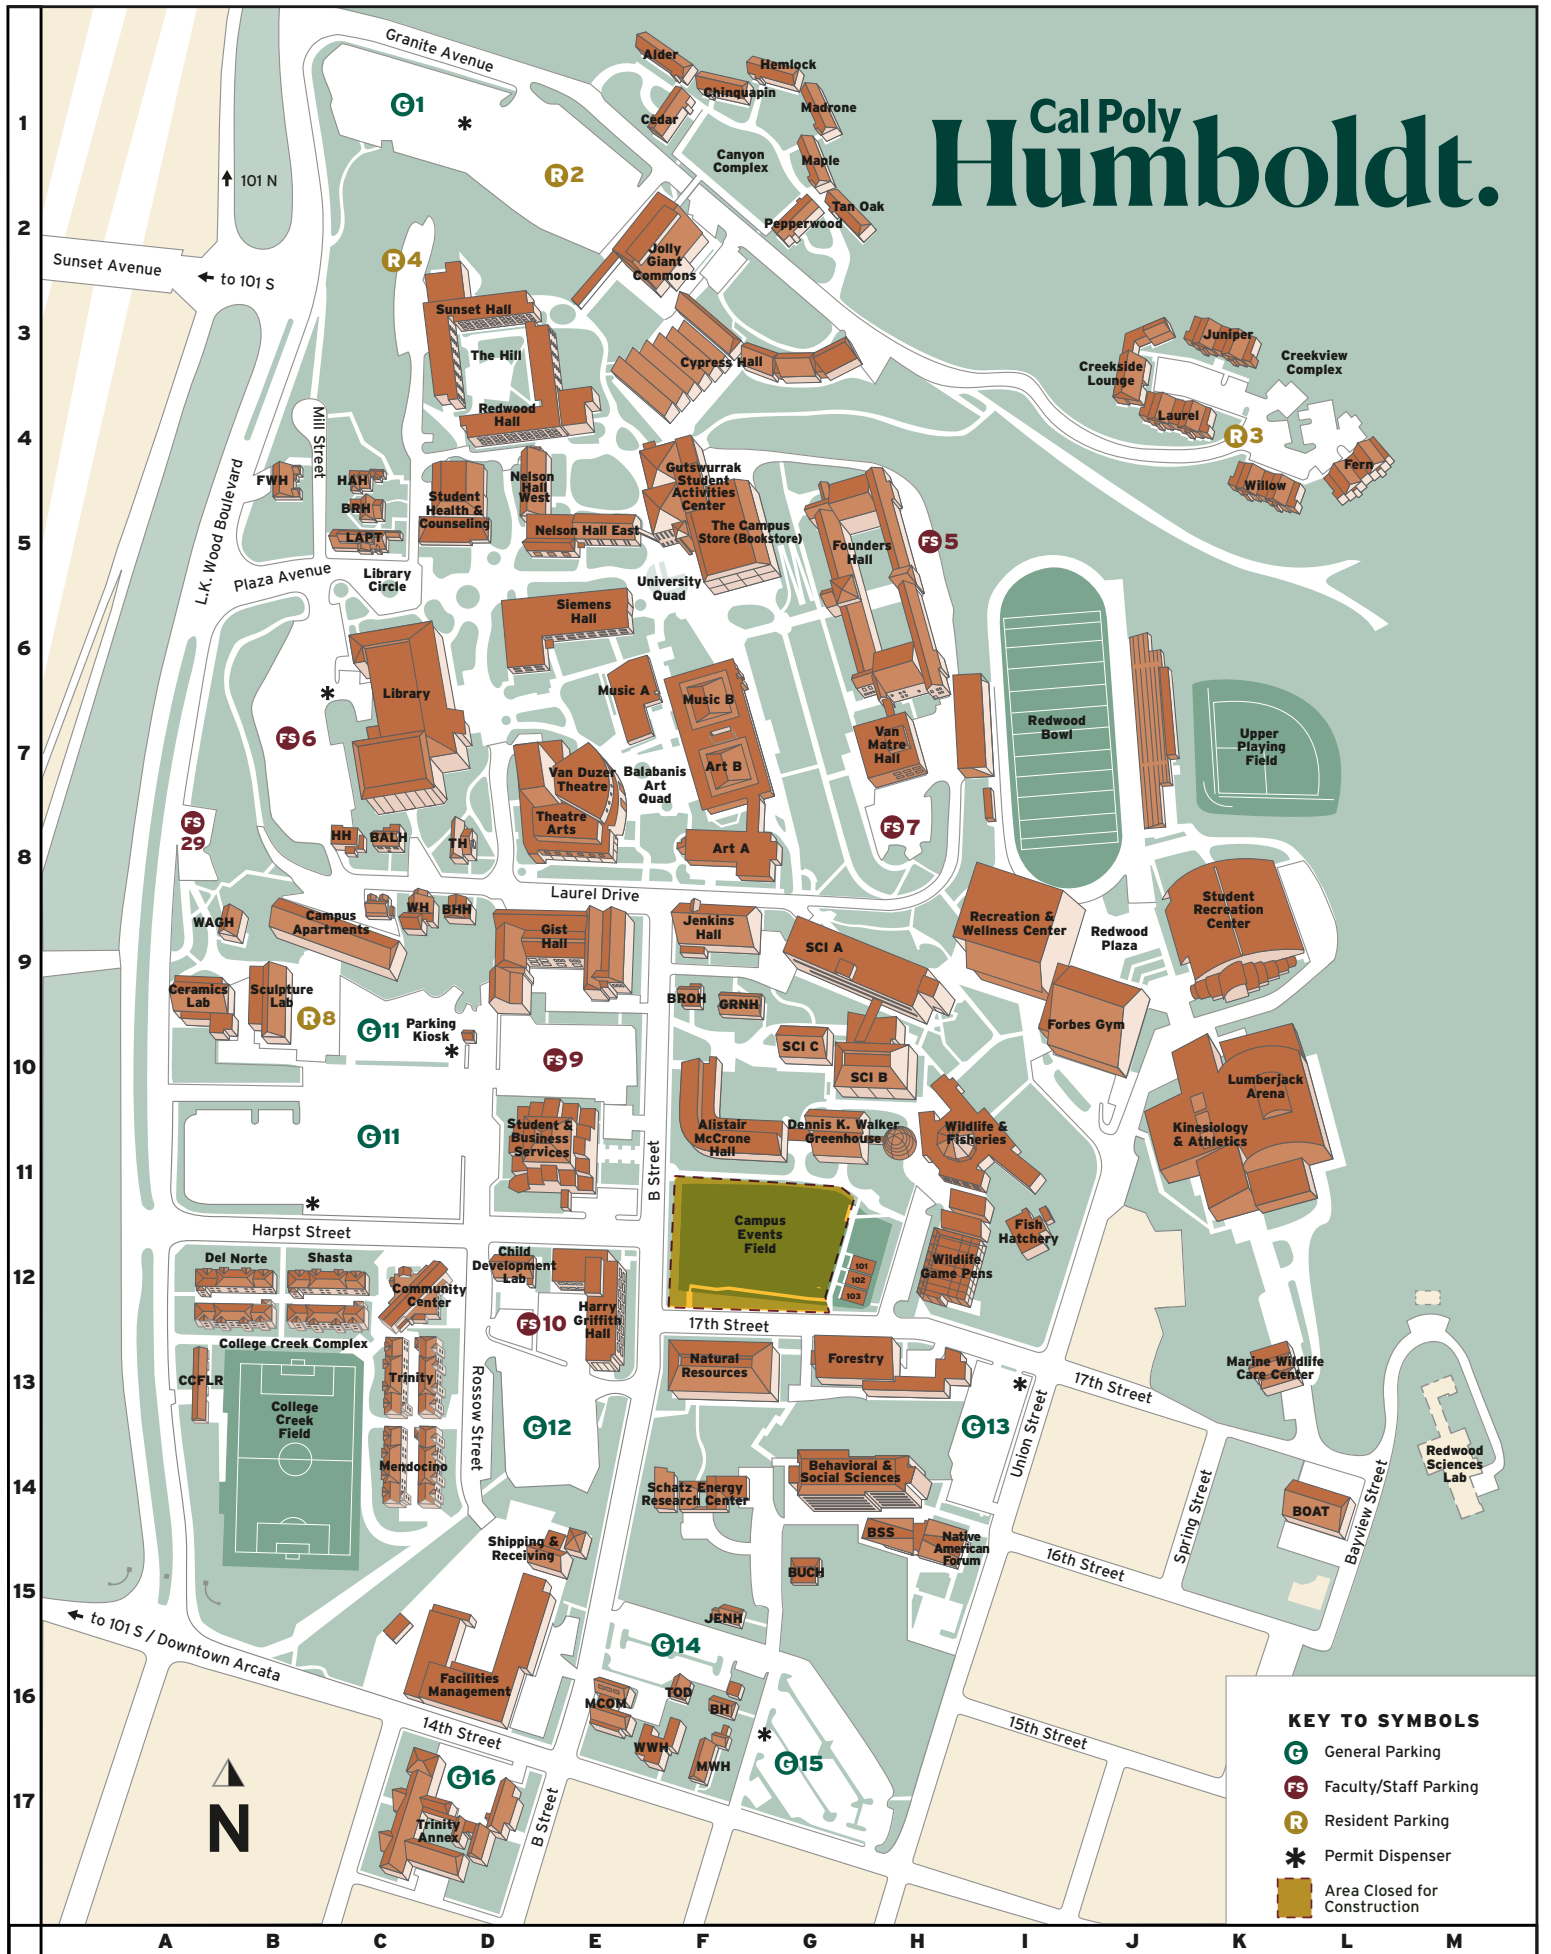 Cal Poly
Humboldt.
Granite Avenue
G1
*
R2
101 N
Sunset Avenue
to 101 S
R4
Alder
Hemlock
Chinquapin
Madrone
Cedar
Canyon
Complex
Maple
Tan Oak
Pepperwood
Jolly
Giant
Commons
Sunset Hall
The Hill
Redwood
Hall
Cypress Hall
Juniper
Creekside
Lounge
Creekview
Complex
Laurel
R3
Fern
Willow
Mill Street
L.K. Wood Boulevard
FWH
HAH
BRH
LAPT
Student
Health &
Counseling
Nelson
Hall
West
Nelson Hall East
Gutswurrak
Student
Activities
Center
The Campus
Store (Bookstore)
Founders
Hall
FS5
Plaza Avenue
Library
Circle
University
Quad
Siemens
Hall
Library
*
FS6
Music A
Music B
Art B
Van
Matre
Hall
Redwood
Bowl
Upper
Playing
Field
Van Duzer
Theatre
Balabanis
Art
Quad
Theatre
Arts
FS
29
HH
BALH
TH
Art A
FS7
Laurel Drive
WAGH
Campus
Apartments
WH
BHH
Gist
Hall
Jenkins
Hall
SCI A
Recreation &
Wellness Center
Redwood
Plaza
Student
Recreation
Center
Ceramics
Lab
Sculpture
Lab
R8
G11
Parking
Kiosk
*
FS9
BROH
GRNH
SCI C
SCI B
Forbes Gym
Lumberjack
Arena
Kinesiology
& Athletics
G11
*
Student &
Business
Services
B Street
Alistair
McCrone
Hall
Dennis K. Walker
Greenhouse
Wildlife &
Fisheries
Harpst Street
Campus
Events
Field
101
102
103
Fish
Hatchery
Wildlife
Game Pens
Del Norte
Shasta
Community
Center
Child
Development
Lab
FS10
Harry
Griffith
Hall
17th Street
College Creek Complex
CCFLR
College
Creek
Field
Trinity
Mendocino
Rossow Street
G12
Natural
Resources
Forestry
*
G13
Union Street
17th Street
Marine Wildlife
Care Center
Redwood
Sciences
Lab
Schatz Energy
Research Center
Behavioral &
Social Sciences
BSS
Native
American
Forum
BUCH
16th Street
Spring Street
BOAT
Bayview Street
Shipping &
Receiving
JENH
G14
to 101 S / Downtown Arcata
Facilities
Management
MCOM
TOD
BH
WWH
MWH
*
G15
15th Street
14th Street
G16
Trinity
Annex
B Street
N
KEY TO SYMBOLS
G General Parking
FS Faculty/Staff Parking
R Resident Parking
* Permit Dispenser
Area Closed for
Construction
1
2
3
4
5
6
7
8
9
10
11
12
13
14
15
16
17
A B C D E F G H I J K L M